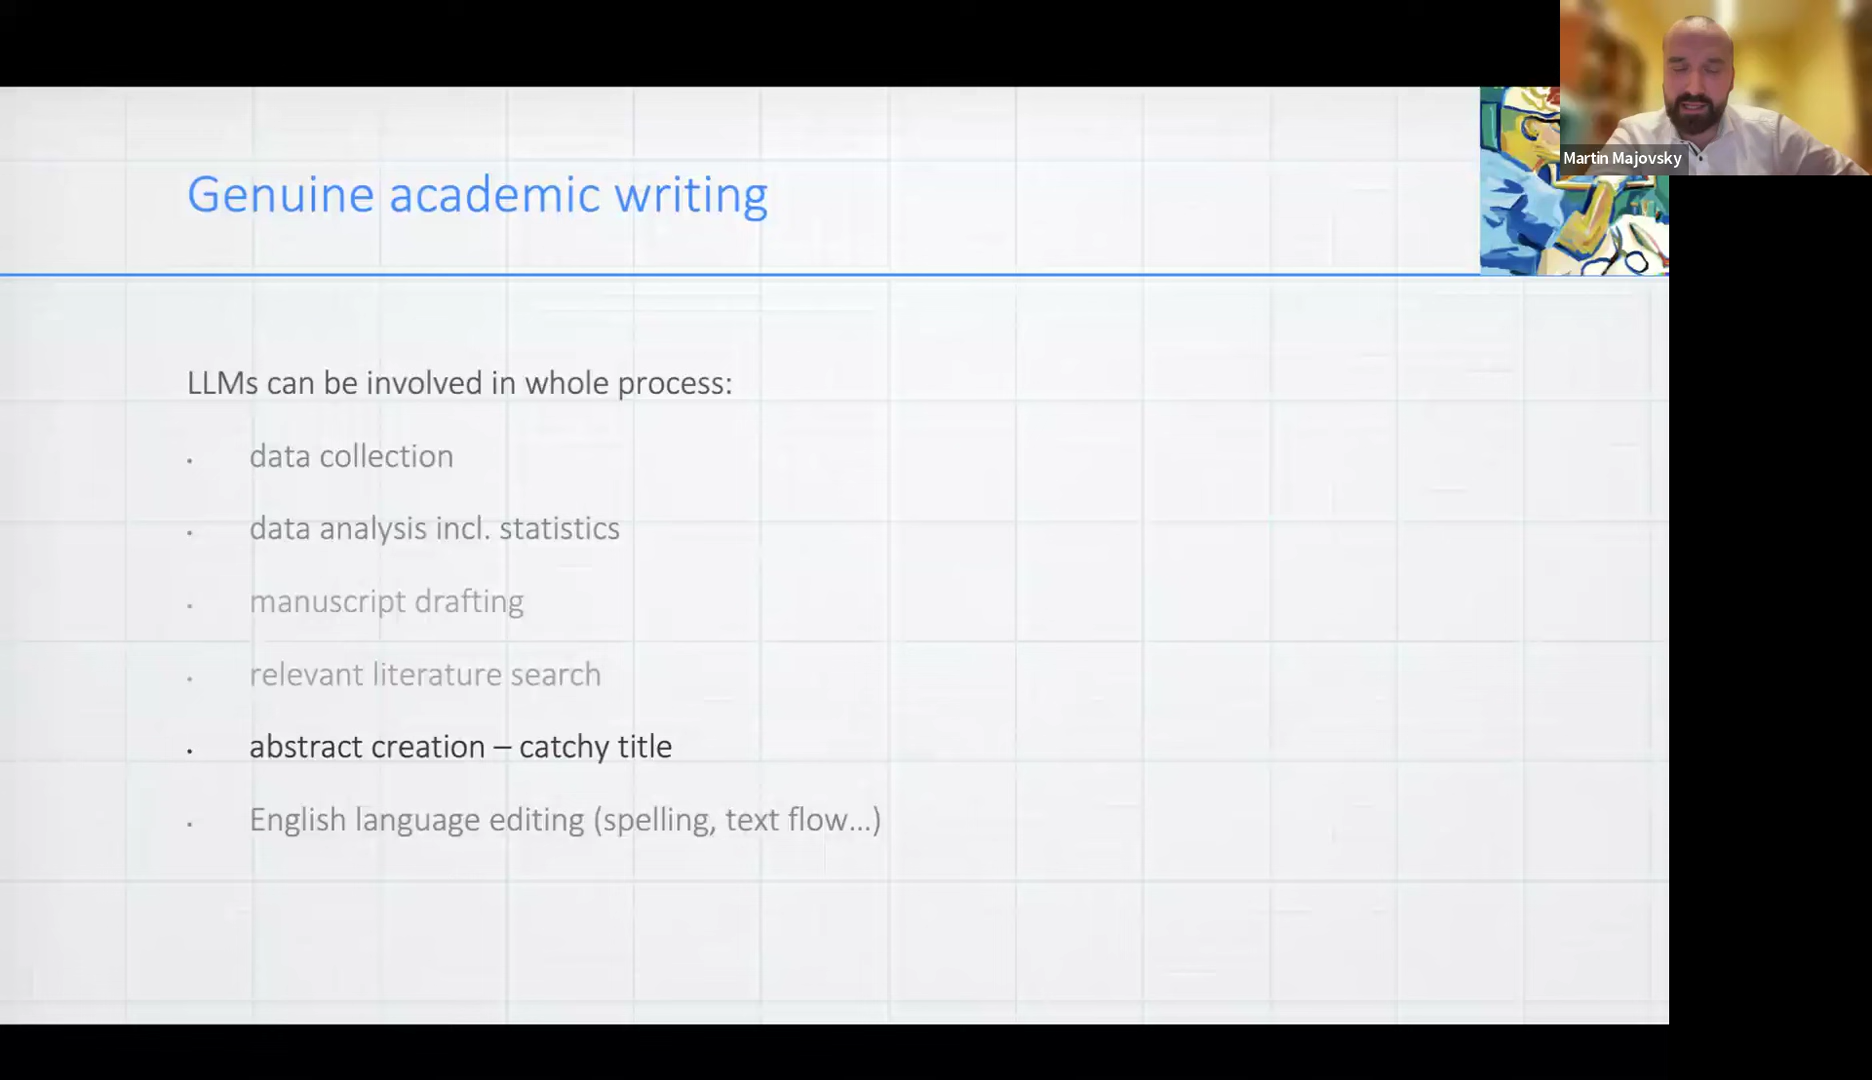 Martin Majovsky
Genuine academic writing
LLMs can be involved in whole process:
• data collection
• data analysis incl. statistics
• manuscript drafting
• relevant literature search
• abstract creation – catchy title
• English language editing (spelling, text flow...)